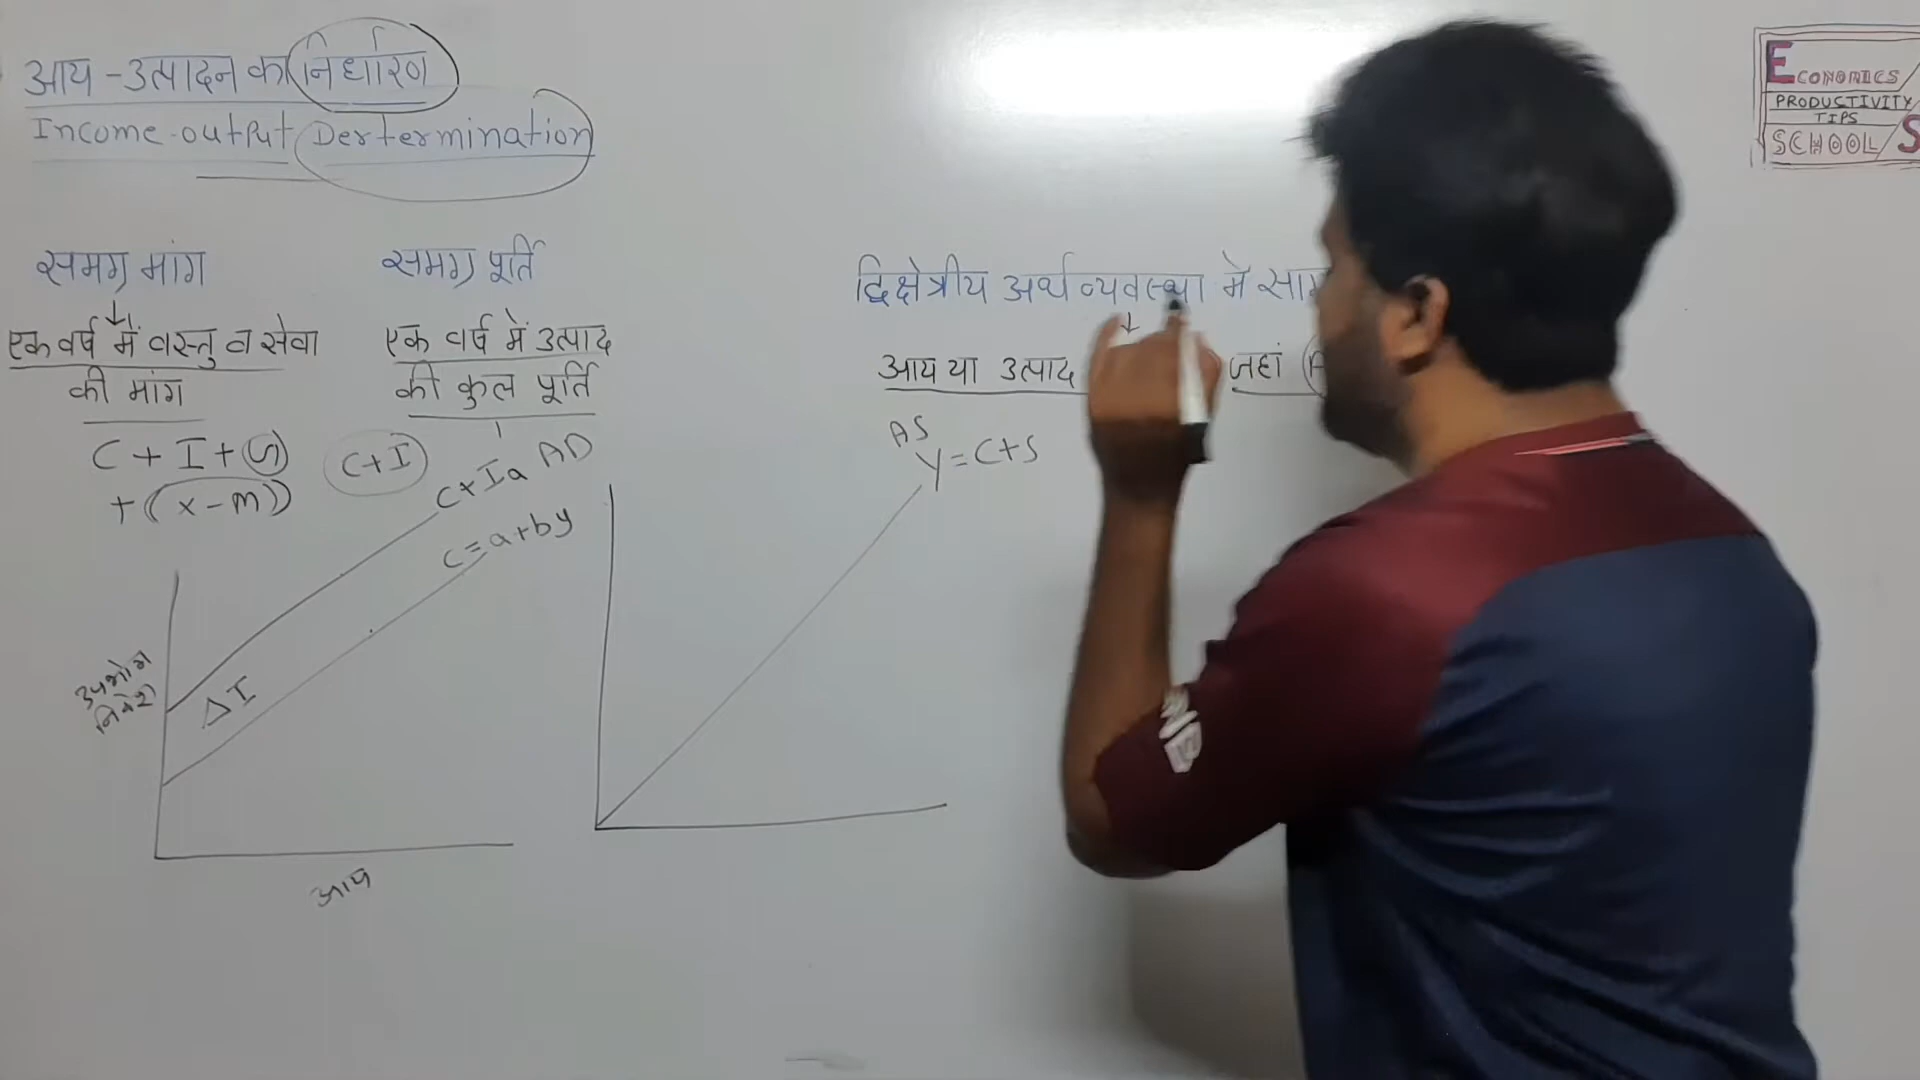 आय-उत्पादन का निर्धारण
Income-output Dertermination
समग्र मांग
एक वर्ष में वस्तु व सेवा
की मांग
C + I + G
+ (x-m)
C+I
समग्र पूर्ति
एक वर्ष में उत्पाद
की कुल पूर्ति
C+Ia AD
C=a+by
उपभोग
निवेश
ΔI
आय
द्विक्षेत्रीय अर्थव्यवस्था में
आय या उत्पाद जहां
AS
y=C+S
ECONOMICS
PRODUCTIVITY
TIPS
SCHOOL S